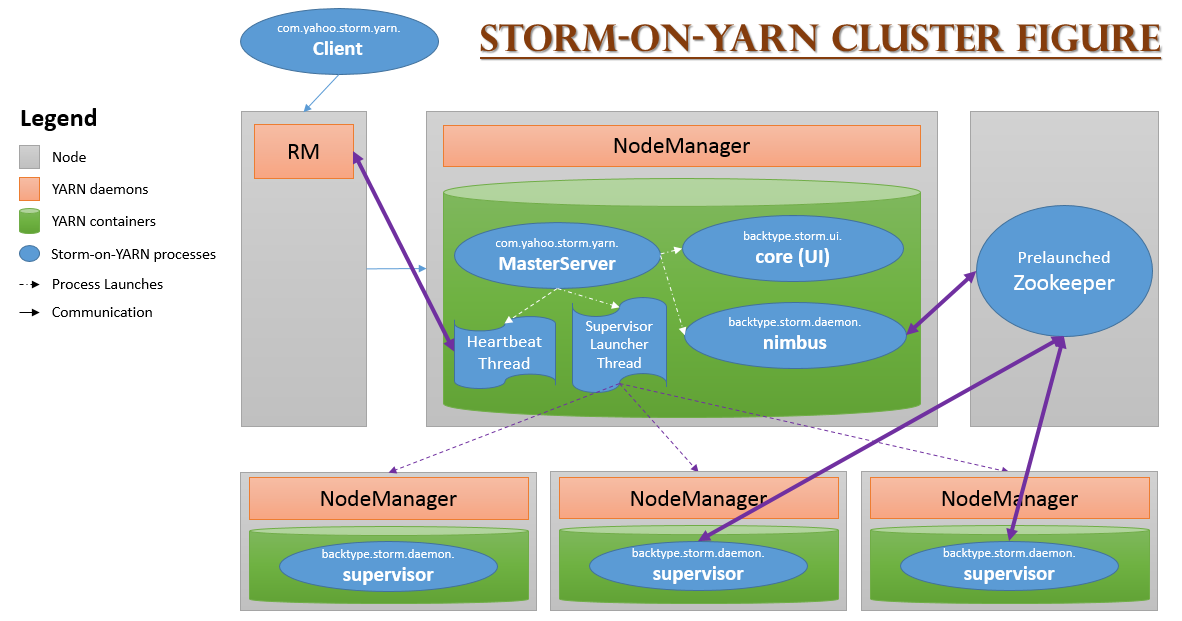 com.yahoo.storm.yarn.
Client
STORM-ON-YARN CLUSTER FIGURE
Legend
Node
YARN daemons
YARN containers
Storm-on-YARN processes
Process Launches
Communication
RM
NodeManager
com.yahoo.storm.yarn.
MasterServer
backtype.storm.ui.
core (UI)
Heartbeat
Thread
Supervisor
Launcher
Thread
backtype.storm.daemon.
nimbus
Prelaunched
Zookeeper
NodeManager
backtype.storm.daemon.
supervisor
NodeManager
backtype.storm.daemon.
supervisor
NodeManager
backtype.storm.daemon.
supervisor